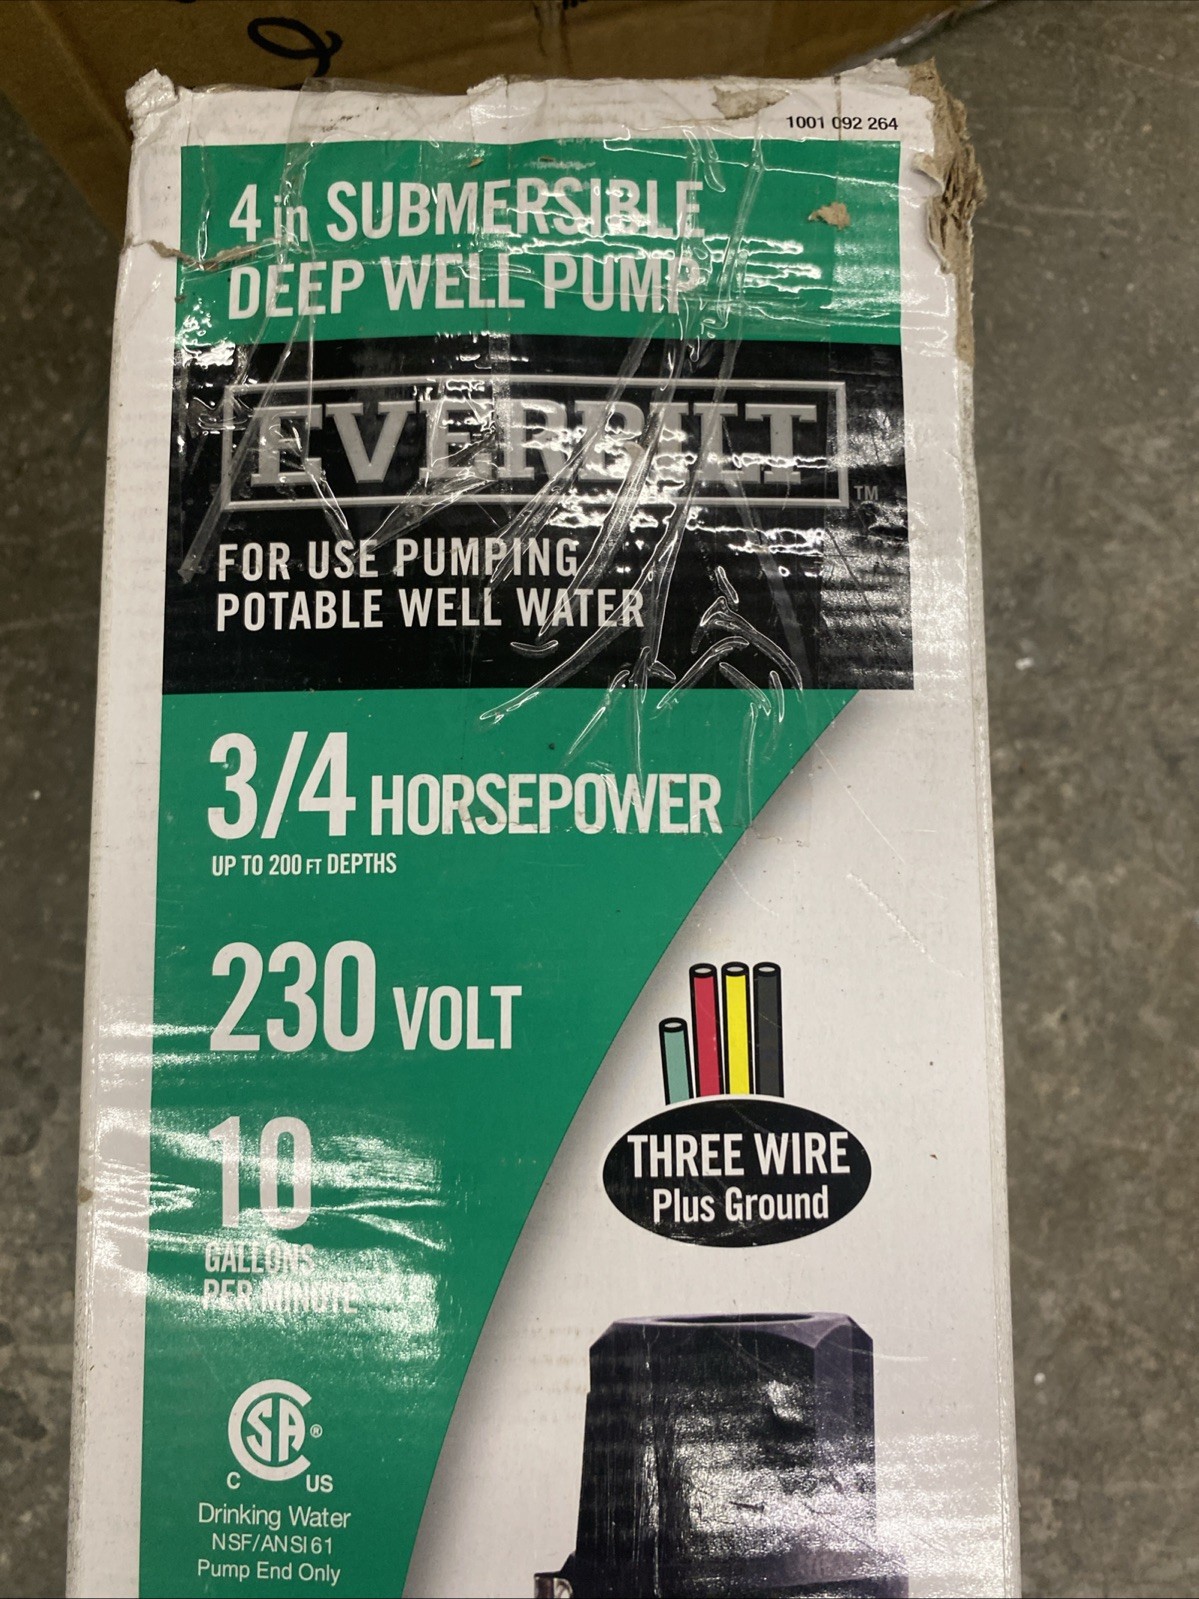 1001 092 264
4 in SUBMERSIBLE
DEEP WELL PUMP
EVERBILT
TM
FOR USE PUMPING
POTABLE WELL WATER
3/4 HORSEPOWER
UP TO 200 FT DEPTHS
230 VOLT
THREE WIRE
Plus Ground
10
GALLONS
PER MINUTE
CSA®
C US
Drinking Water
NSF/ANSI 61
Pump End Only